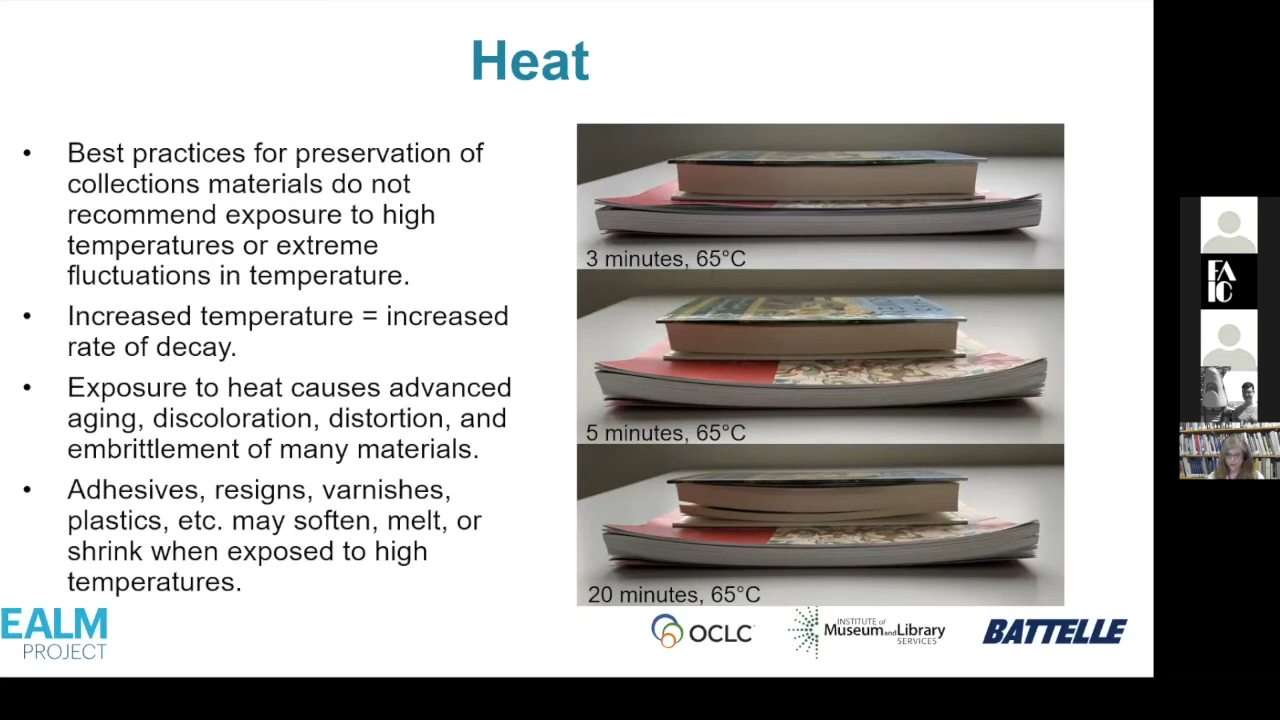 Heat
• Best practices for preservation of
collections materials do not
recommend exposure to high
temperatures or extreme
fluctuations in temperature.
• Increased temperature = increased
rate of decay.
• Exposure to heat causes advanced
aging, discoloration, distortion, and
embrittlement of many materials.
• Adhesives, resigns, varnishes,
plastics, etc. may soften, melt, or
shrink when exposed to high
temperatures.
3 minutes, 65°C
5 minutes, 65°C
20 minutes, 65°C
EALM
PROJECT
OCLC
INSTITUTE of
Museum and Library
SERVICES
BATTELLE
FA
IC